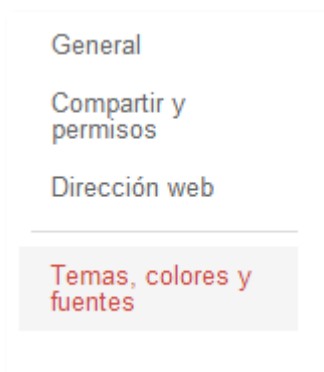 General
Compartir y
permisos
Dirección web
Temas, colores y
fuentes